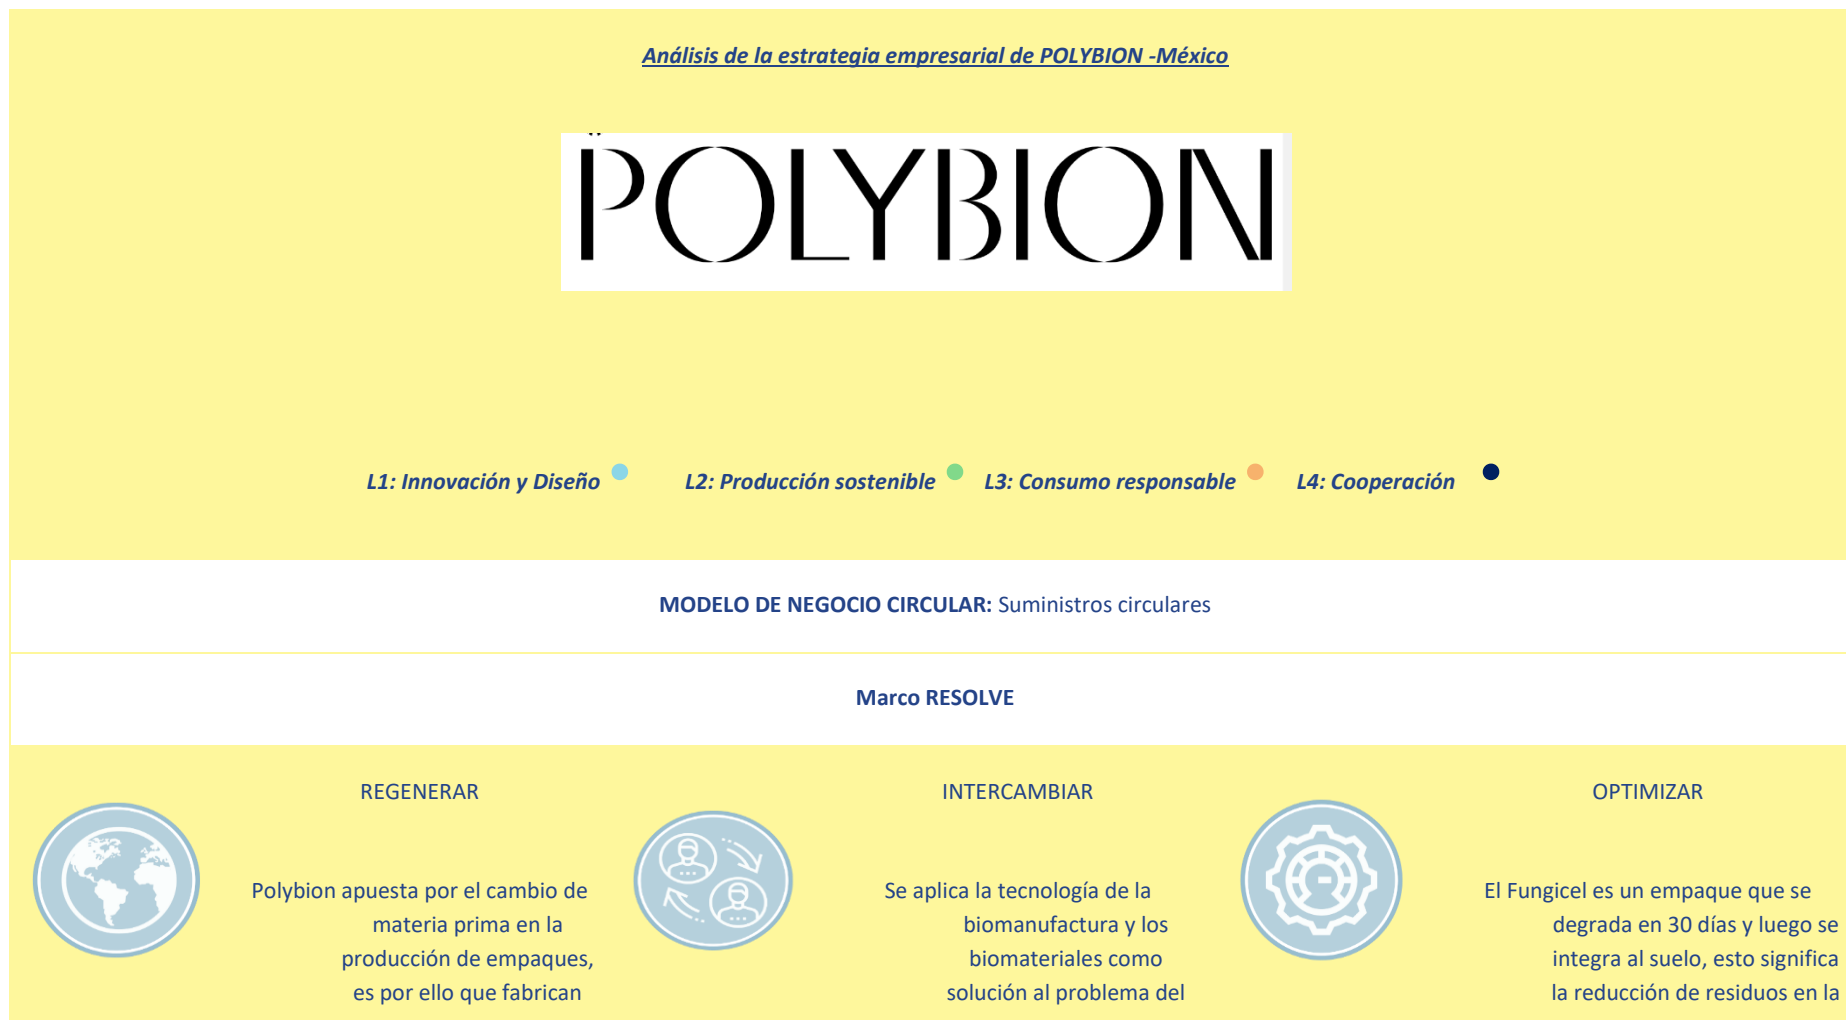 Análisis de la estrategia empresarial de POLYBION -México
POLYBION
L1: Innovación y Diseño L2: Producción sostenible L3: Consumo responsable L4: Cooperación
MODELO DE NEGOCIO CIRCULAR: Suministros circulares
Marco RESOLVE
REGENERAR
Polybion apuesta por el cambio de
materia prima en la
producción de empaques,
es por ello que fabrican
INTERCAMBIAR
Se aplica la tecnología de la
biomanufactura y los
biomateriales como
solución al problema del
OPTIMIZAR
El Fungicel es un empaque que se
degrada en 30 días y luego se
integra al suelo, esto significa
la reducción de residuos en la